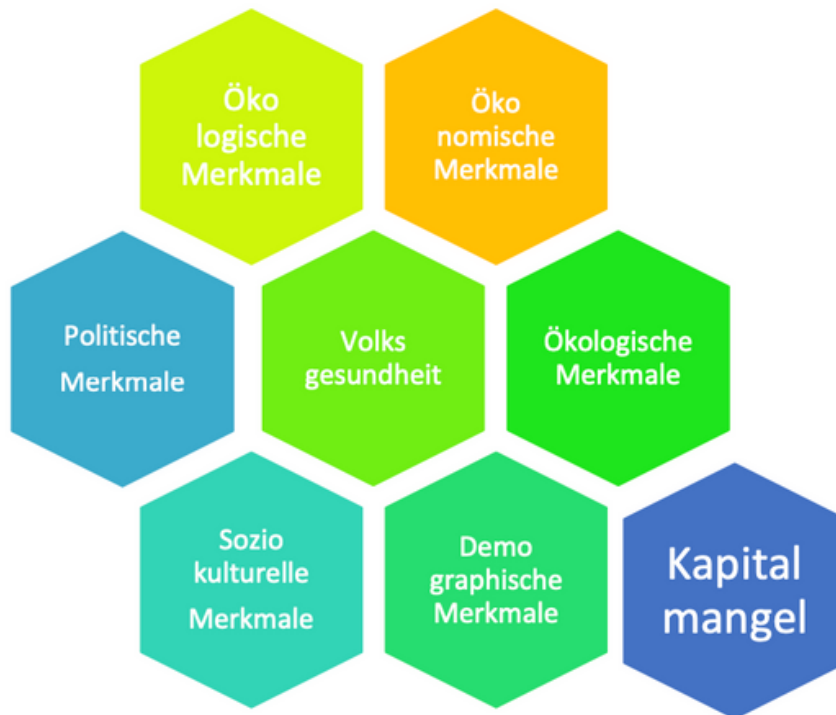 Öko
logische
Merkmale
Öko
nomische
Merkmale
Politische
Merkmale
Volks
gesundheit
Ökologische
Merkmale
Sozio
kulturelle
Merkmale
Demo
graphische
Merkmale
Kapital
mangel